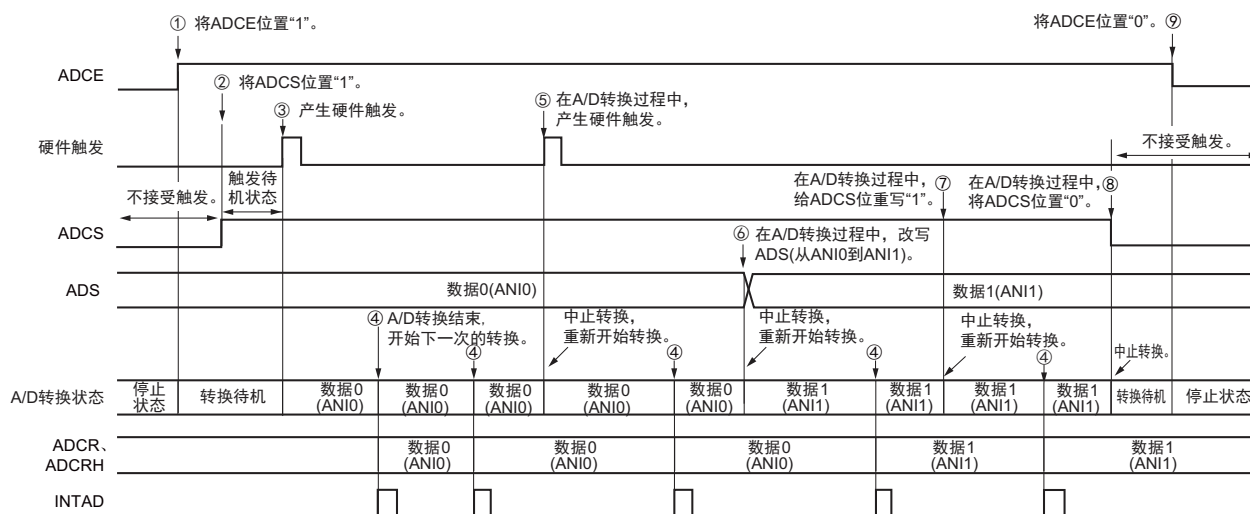 ① 将ADCE位置“1”。
将ADCE位置“0”。⑨
ADCE
② 将ADCS位置“1”。
③ 产生硬件触发。
⑤ 在A/D转换过程中，
产生硬件触发。
硬件触发
不接受触发。
不接受触发。
触发待
机状态
在A/D转换过程中，
给ADCS位重写“1”。
⑦
在A/D转换过程中，
将ADCS位置“0”。
⑧
ADCS
⑥ 在A/D转换过程中，改写
ADS(从ANI0到ANI1)。
ADS
数据0(ANI0)
数据1(ANI1)
④ A/D转换结束,
开始下一次的转换。
④
中止转换，
重新开始转换。
④
中止转换，
重新开始转换。
④
中止转换，
重新开始转换。
④
中止转换。
A/D转换状态
停止
状态
转换待机
数据0
(ANI0)
数据0
(ANI0)
数据0
(ANI0)
数据0
(ANI0)
数据0
(ANI0)
数据1
(ANI1)
数据1
(ANI1)
数据1
(ANI1)
数据1
(ANI1)
转换待机
停止状态
ADCR、
ADCRH
数据0
(ANI0)
数据0
(ANI0)
数据0
(ANI0)
数据1
(ANI1)
数据1
(ANI1)
INTAD